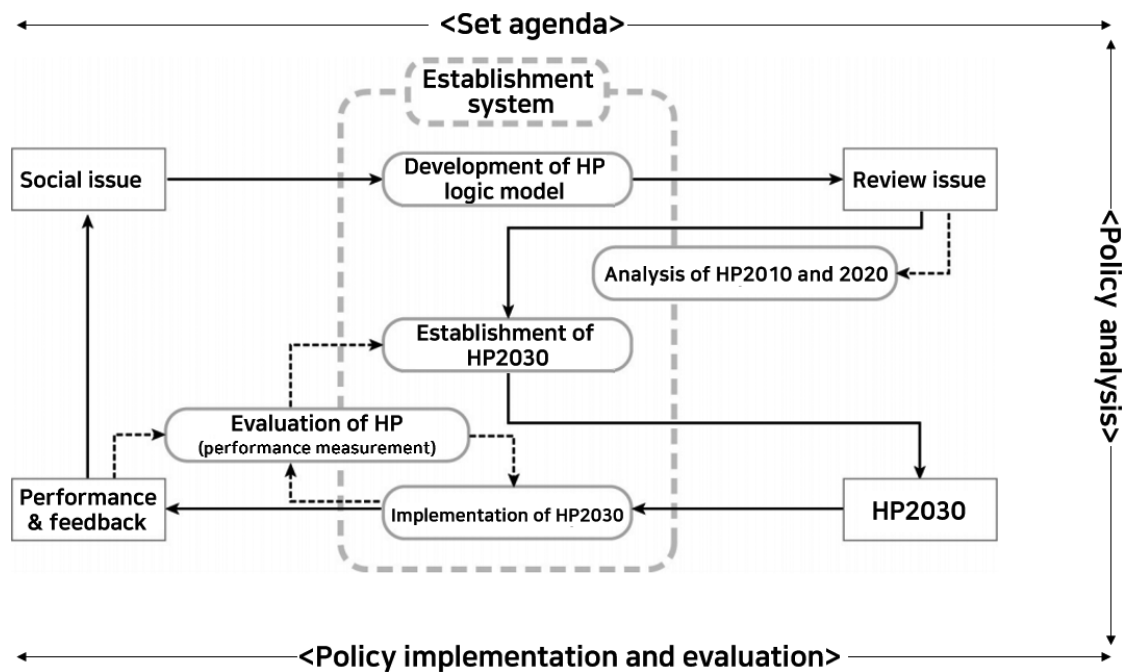 <Set agenda>
Establishment
system
Social issue
Development of HP
logic model
Review issue
Analysis of HP2010 and 2020
Establishment of
HP2030
Evaluation of HP
(performance measurement)
Performance
& feedback
Implementation of HP2030
HP2030
<Policy analysis>
<Policy implementation and evaluation>